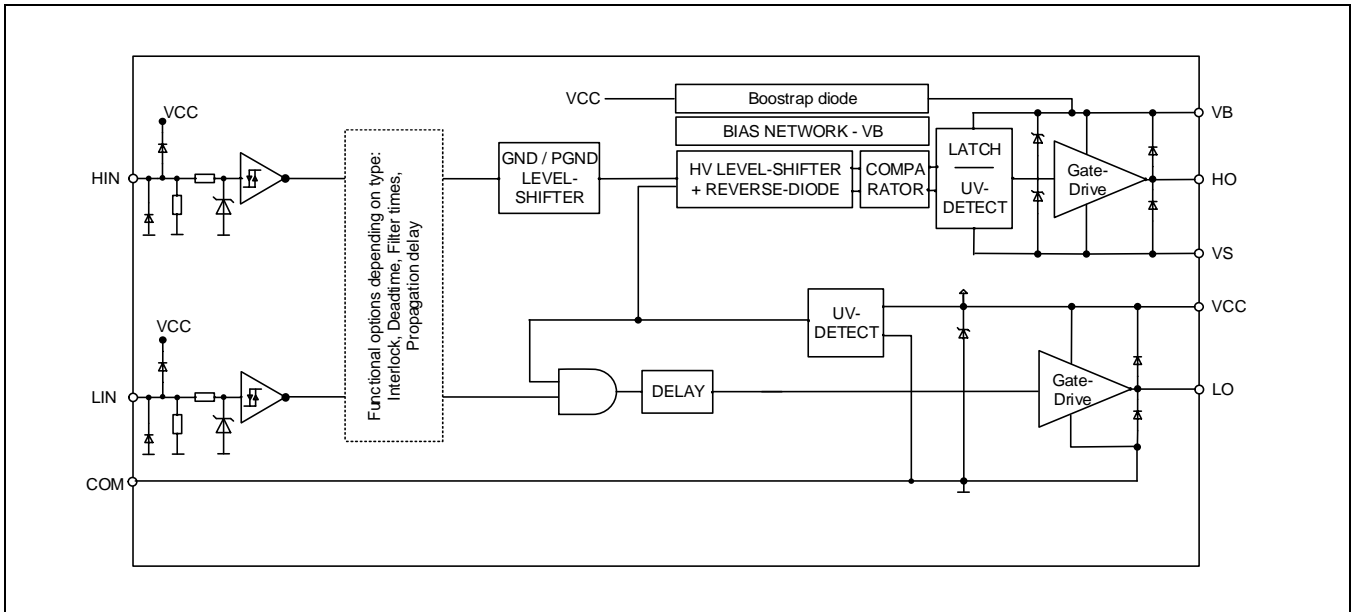 VCC
HIN
VCC
LIN
COM
Functional options depending on type:
Interlock, Deadtime, Filter times,
Propagation delay
GND / PGND
LEVEL-
SHIFTER
VCC
Boostrap diode
BIAS NETWORK - VB
HV LEVEL-SHIFTER
+ REVERSE-DIODE
COMPA
RATOR
LATCH
UV-
DETECT
Gate-
Drive
VB
HO
VS
UV-
DETECT
DELAY
Gate-
Drive
VCC
LO